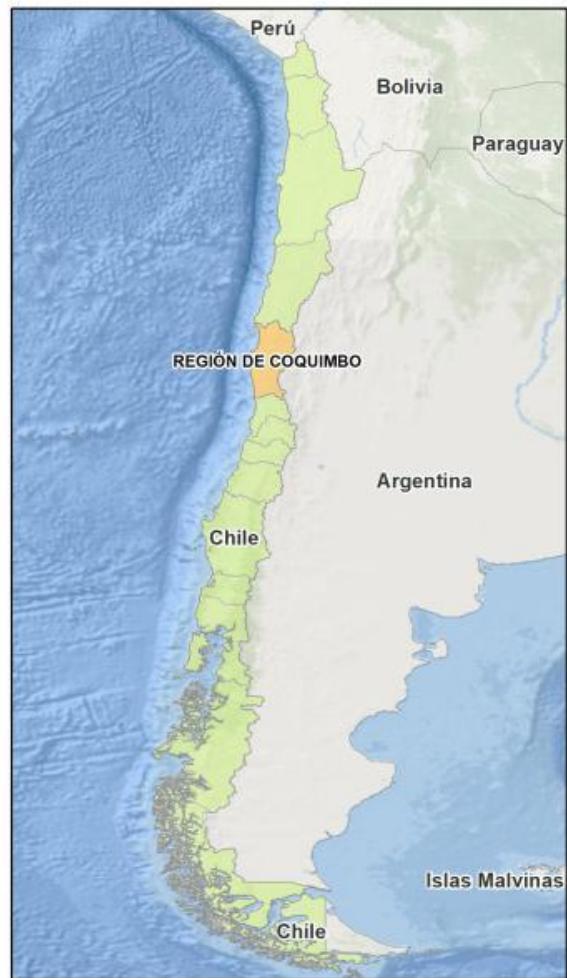 Perú
Bolivia
Paraguay
REGIÓN DE COQUIMBO
Argentina
Chile
Islas Malvinas
Chile